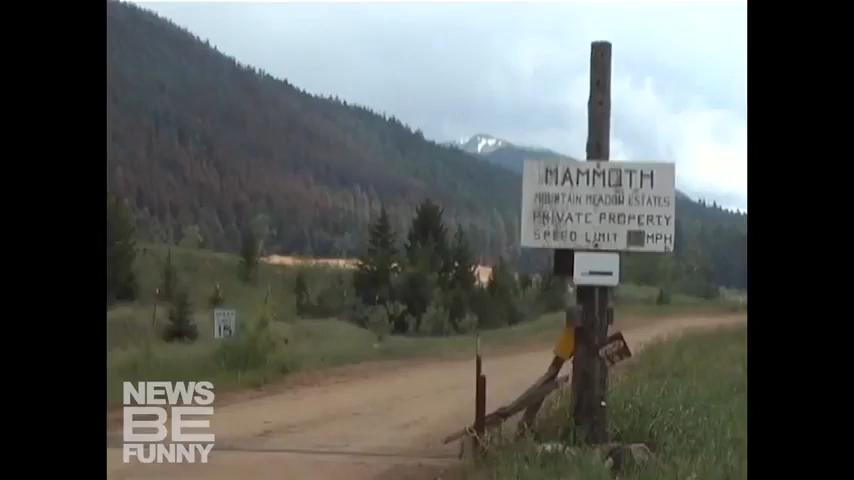 MAMMOTH
MOUNTAIN MEADOW ESTATES
PRIVATE PROPERTY
SPEED LIMIT MPH
15
NEWS
BE
FUNNY